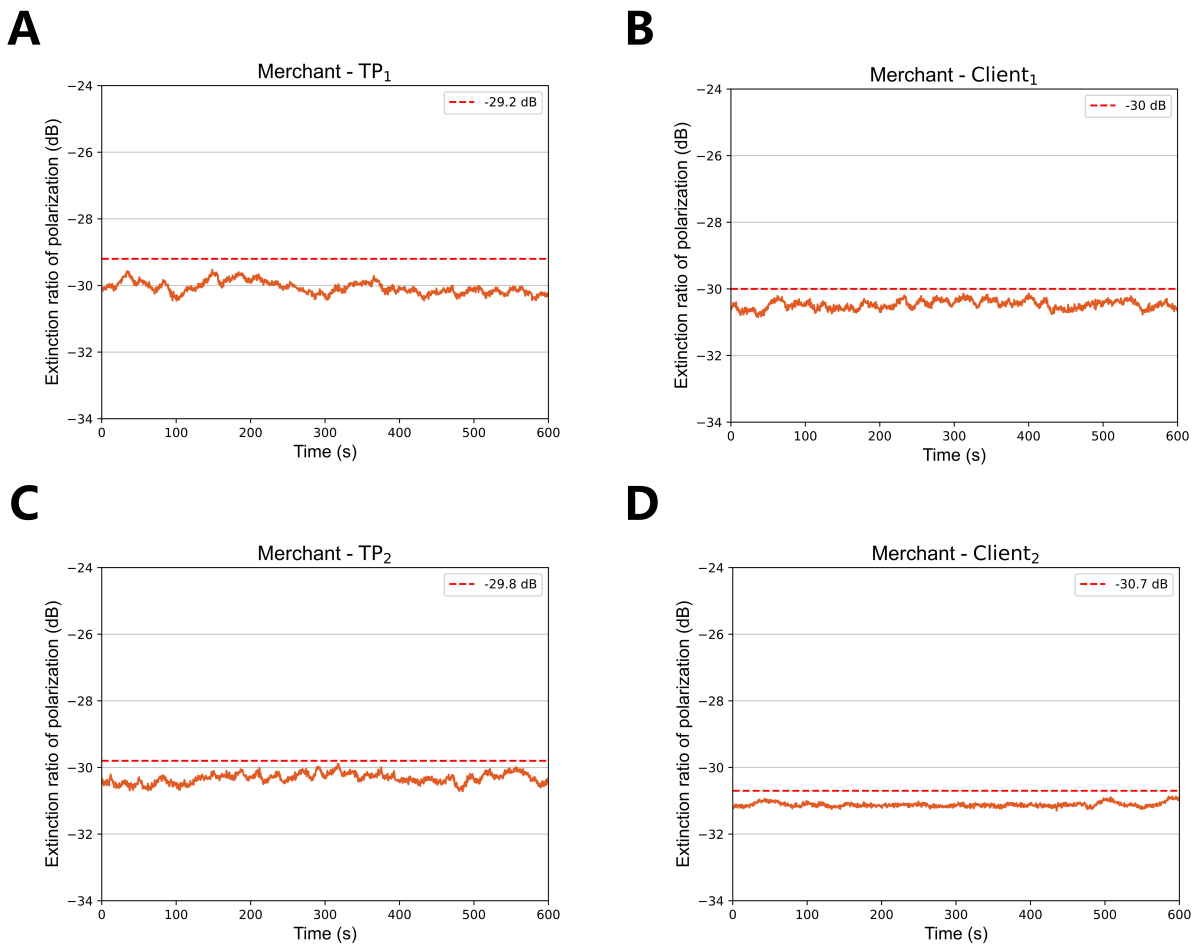 A
Merchant - TP₁
Extinction ratio of polarization (dB)
−24
−26
−28
−30
−32
−34
-29.2 dB
0 100 200 300 400 500 600
Time (s)
B
Merchant - Client₁
Extinction ratio of polarization (dB)
−24
−26
−28
−30
−32
−34
-30 dB
0 100 200 300 400 500 600
Time (s)
C
Merchant - TP₂
Extinction ratio of polarization (dB)
−24
−26
−28
−30
−32
−34
-29.8 dB
0 100 200 300 400 500 600
Time (s)
D
Merchant - Client₂
Extinction ratio of polarization (dB)
−24
−26
−28
−30
−32
−34
-30.7 dB
0 100 200 300 400 500 600
Time (s)